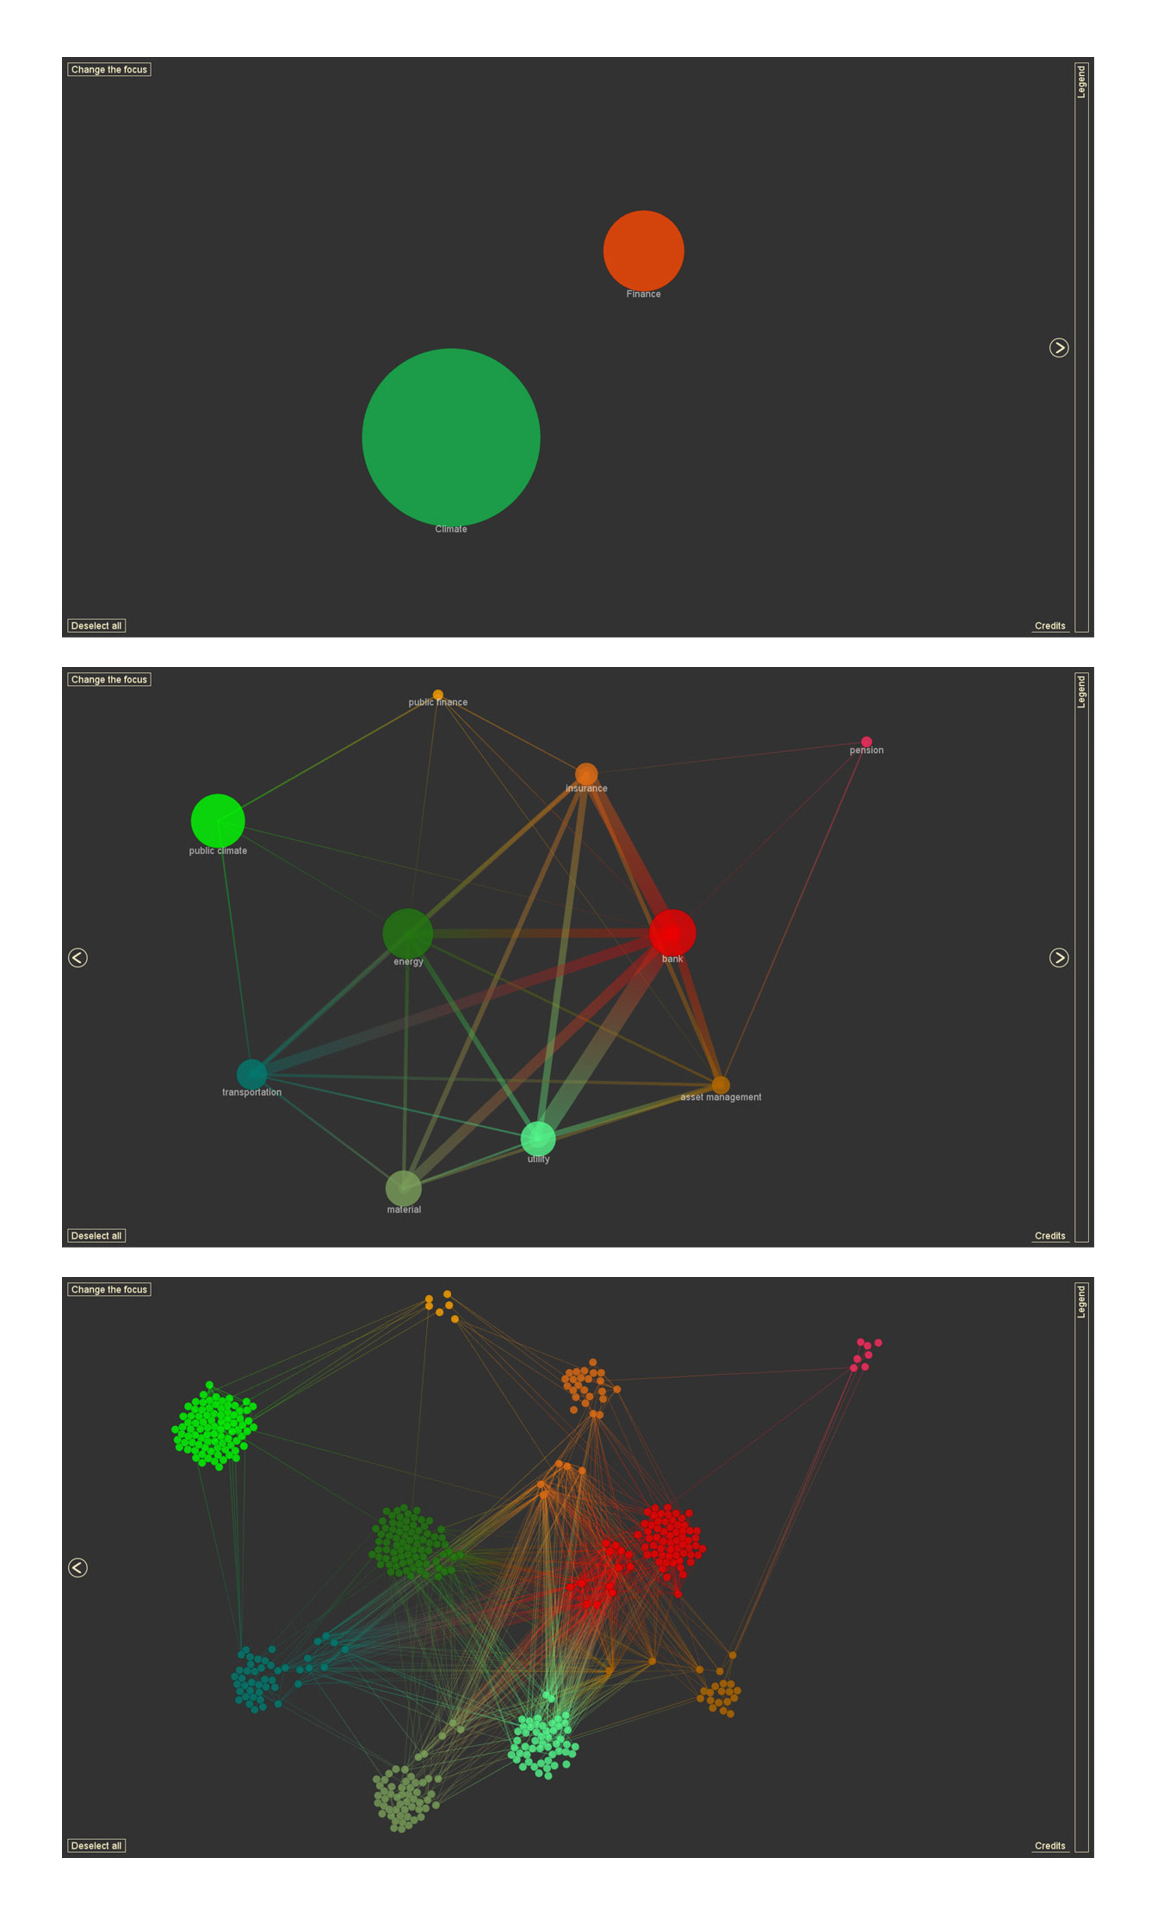 Change the focus
Legend
Finance
Climate
Deselect all
Credits
Change the focus
Legend
public finance
pension
insurance
public climate
bank
energy
transportation
asset management
utility
material
Deselect all
Credits
Change the focus
Legend
Deselect all
Credits